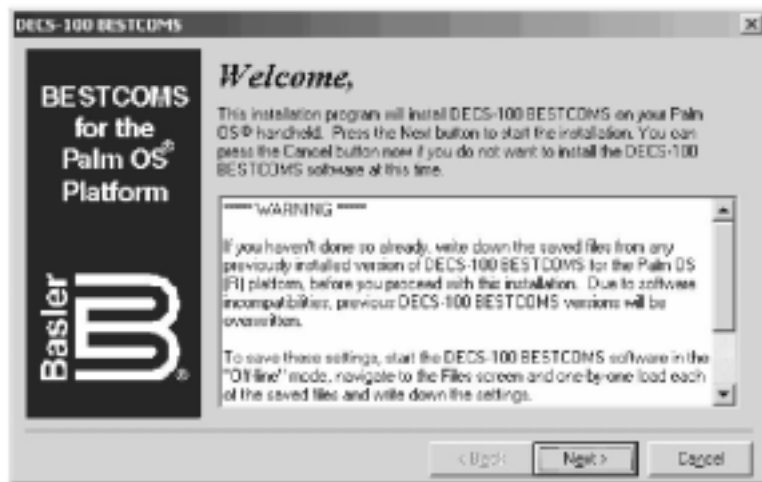 DECS-100 BESTCOMS
BESTCOMS
for the
Palm OS®
Platform
Basler
®
Welcome,
This installation program will install DECS-100 BESTCOMS on your Palm
OS® handheld. Press the Next button to start the installation. You can
press the Cancel button now if you do not want to install the DECS-100
BESTCOMS software at this time.
***** WARNING *****
If you haven't done so already, write down the saved files from any
previously installed version of DECS-100 BESTCOMS for the Palm OS
(R) platform, before you proceed with this installation. Due to software
incompatibilities, previous DECS-100 BESTCOMS versions will be
overwritten.
To save these settings, start the DECS-100 BESTCOMS software in the
"Off-line" mode, navigate to the Files screen and one-by-one load each
of the saved files and write down the settings.
< Back
Next >
Cancel